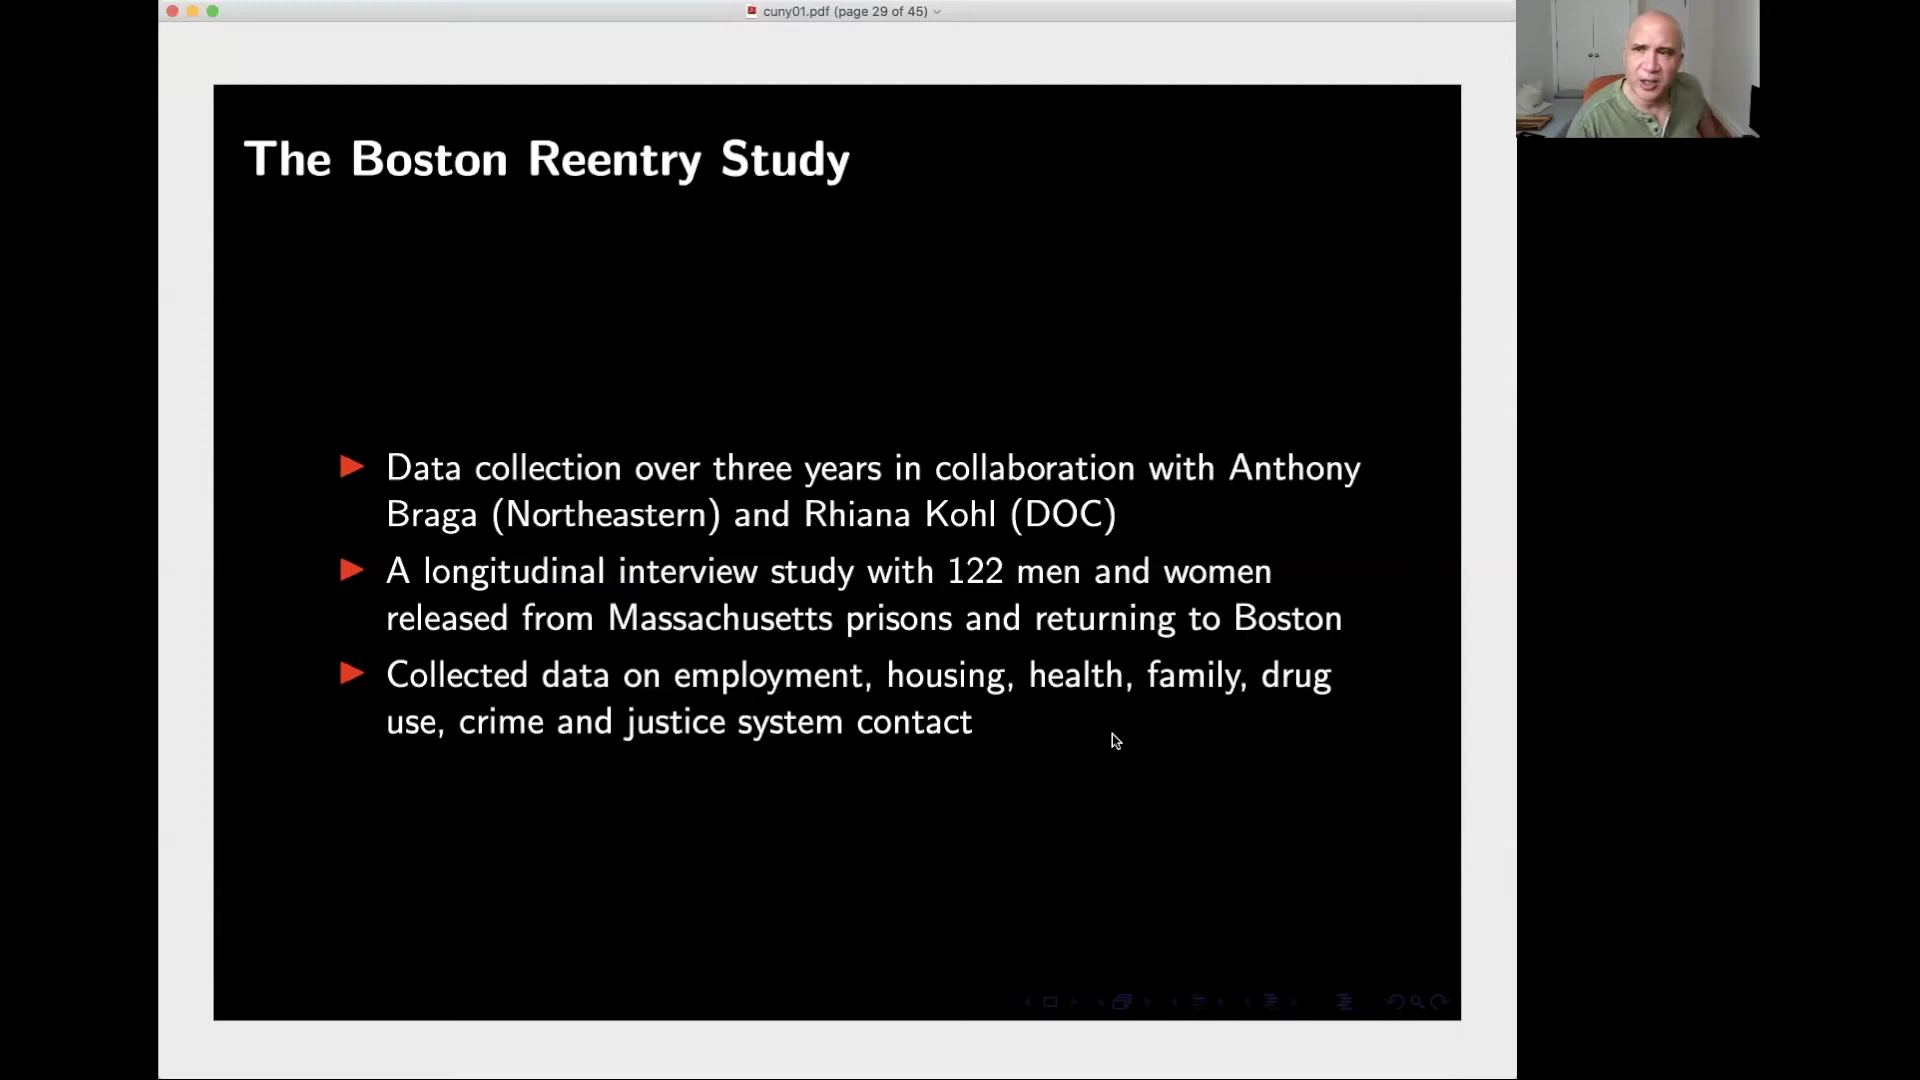 cuny01.pdf (page 29 of 45)
The Boston Reentry Study
Data collection over three years in collaboration with Anthony
Braga (Northeastern) and Rhiana Kohl (DOC)
A longitudinal interview study with 122 men and women
released from Massachusetts prisons and returning to Boston
Collected data on employment, housing, health, family, drug
use, crime and justice system contact